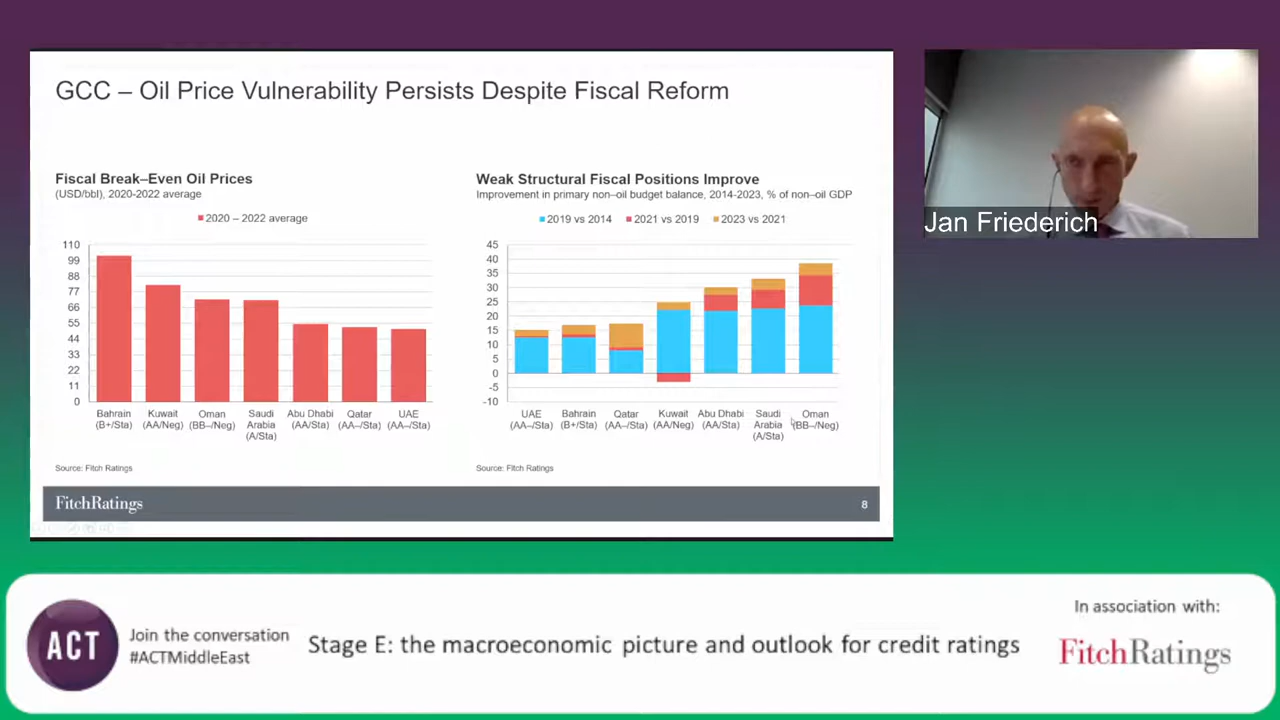 GCC – Oil Price Vulnerability Persists Despite Fiscal Reform
Fiscal Break–Even Oil Prices
(USD/bbl), 2020-2022 average
2020 – 2022 average
110
99
88
77
66
55
44
33
22
11
0
Bahrain (B+/Sta)
Kuwait (AA/Neg)
Oman (BB–/Neg)
Saudi Arabia (A/Sta)
Abu Dhabi (AA/Sta)
Qatar (AA–/Sta)
UAE (AA–/Sta)
Source: Fitch Ratings
Weak Structural Fiscal Positions Improve
Improvement in primary non–oil budget balance, 2014-2023, % of non–oil GDP
2019 vs 2014 2021 vs 2019 2023 vs 2021
45
40
35
30
25
20
15
10
5
0
-5
-10
UAE (AA–/Sta)
Bahrain (B+/Sta)
Qatar (AA–/Sta)
Kuwait (AA/Neg)
Abu Dhabi (AA/Sta)
Saudi Arabia (A/Sta)
Oman (BB–/Neg)
Source: Fitch Ratings
FitchRatings
8
Jan Friederich
ACT
Join the conversation
#ACTMiddleEast
Stage E: the macroeconomic picture and outlook for credit ratings
In association with:
FitchRatings